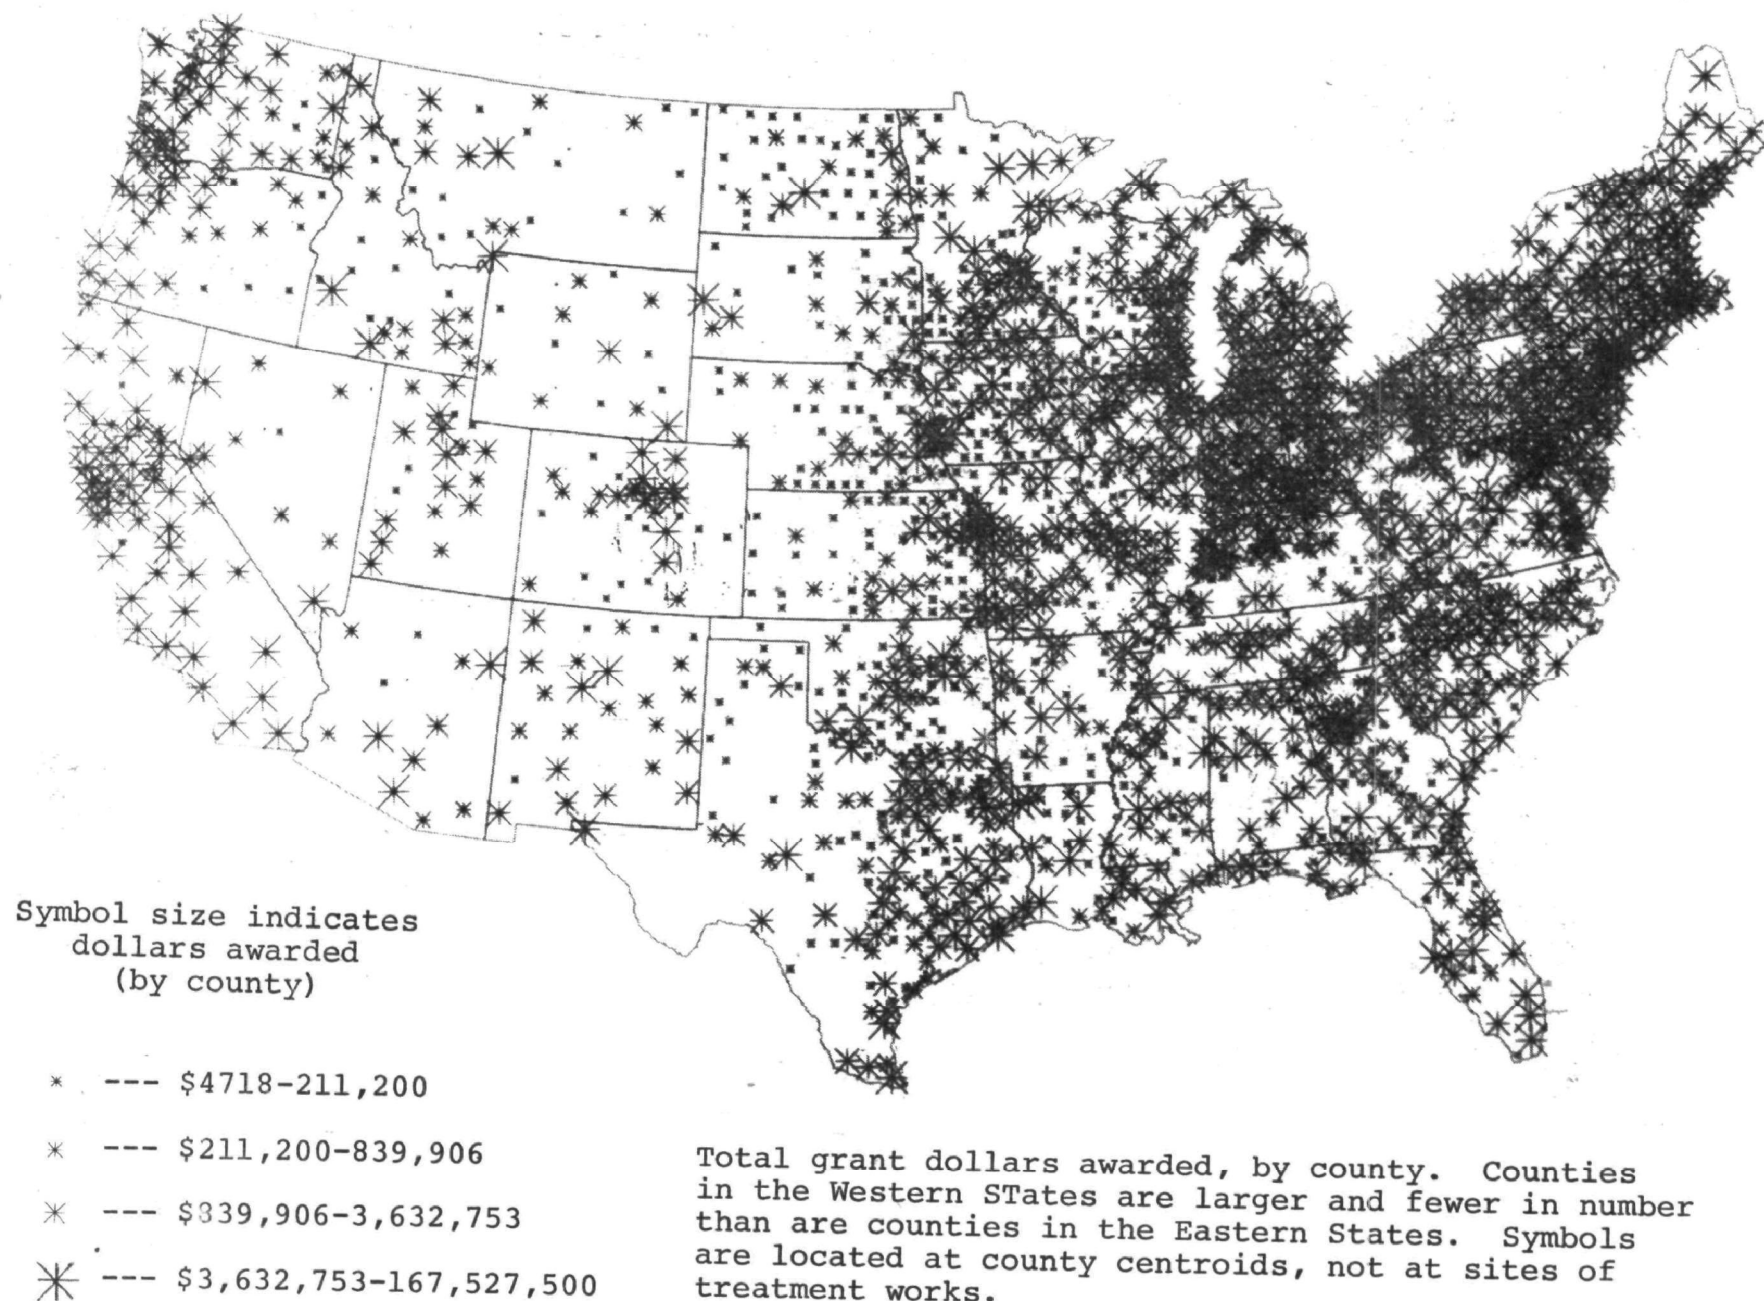 Symbol size indicates
dollars awarded
(by county)
* --- $4718-211,200
* --- $211,200-839,906
* --- $839,906-3,632,753
* --- $3,632,753-167,527,500
Total grant dollars awarded, by county. Counties
in the Western STates are larger and fewer in number
than are counties in the Eastern States. Symbols
are located at county centroids, not at sites of
treatment works.